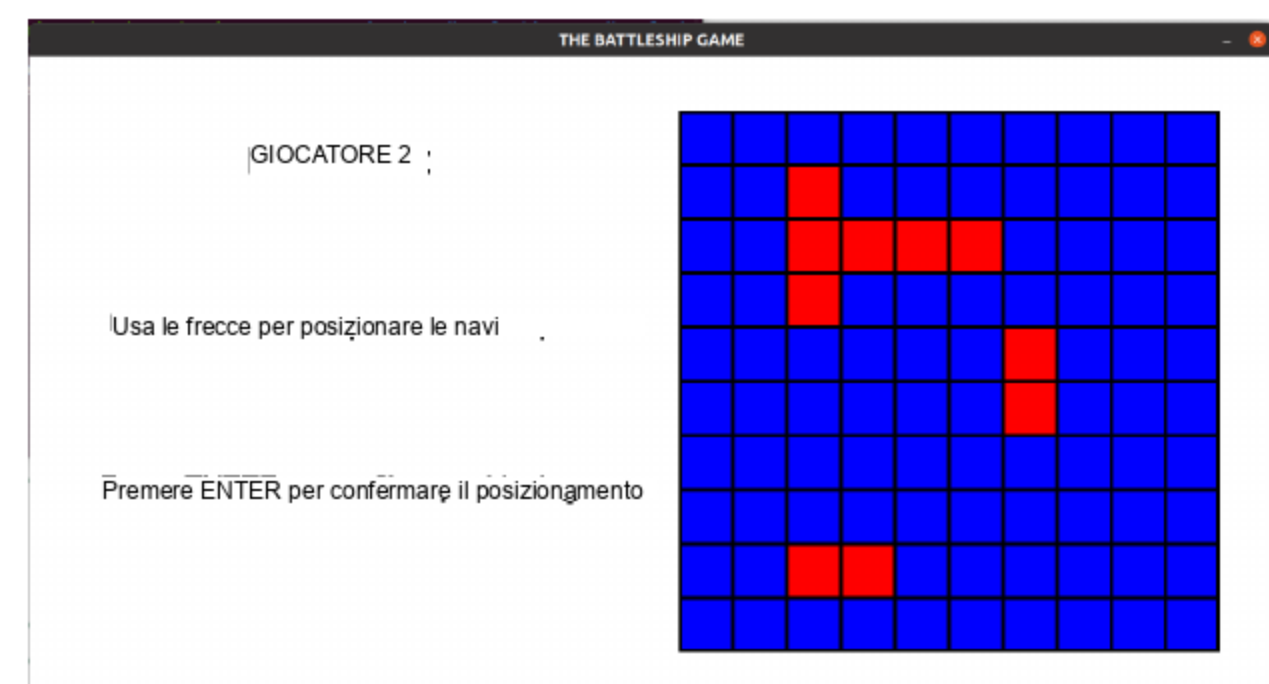 THE BATTLESHIP GAME
GIOCATORE 2
Usa le frecce per posizionare le navi
Premere ENTER per confermare il posizionamento